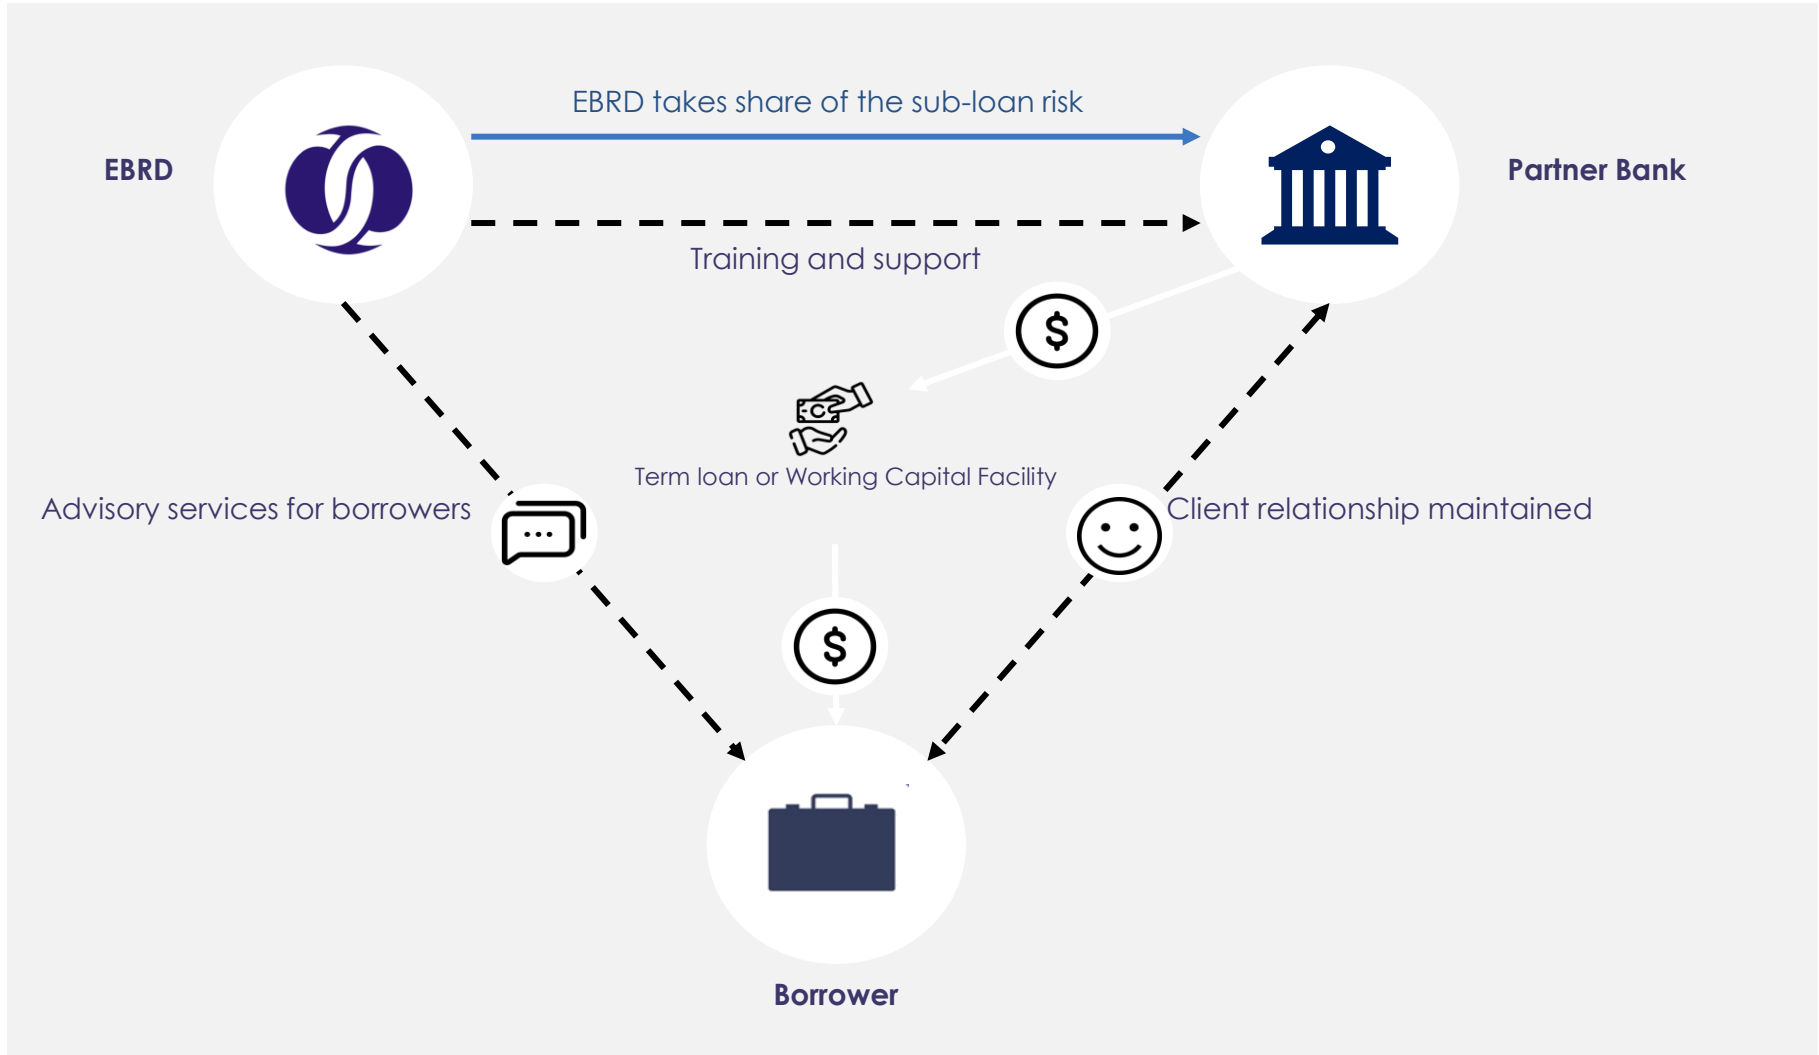 EBRD takes share of the sub-loan risk
EBRD
Partner Bank
Training and support
$
Term loan or Working Capital Facility
Advisory services for borrowers
Client relationship maintained
$
Borrower